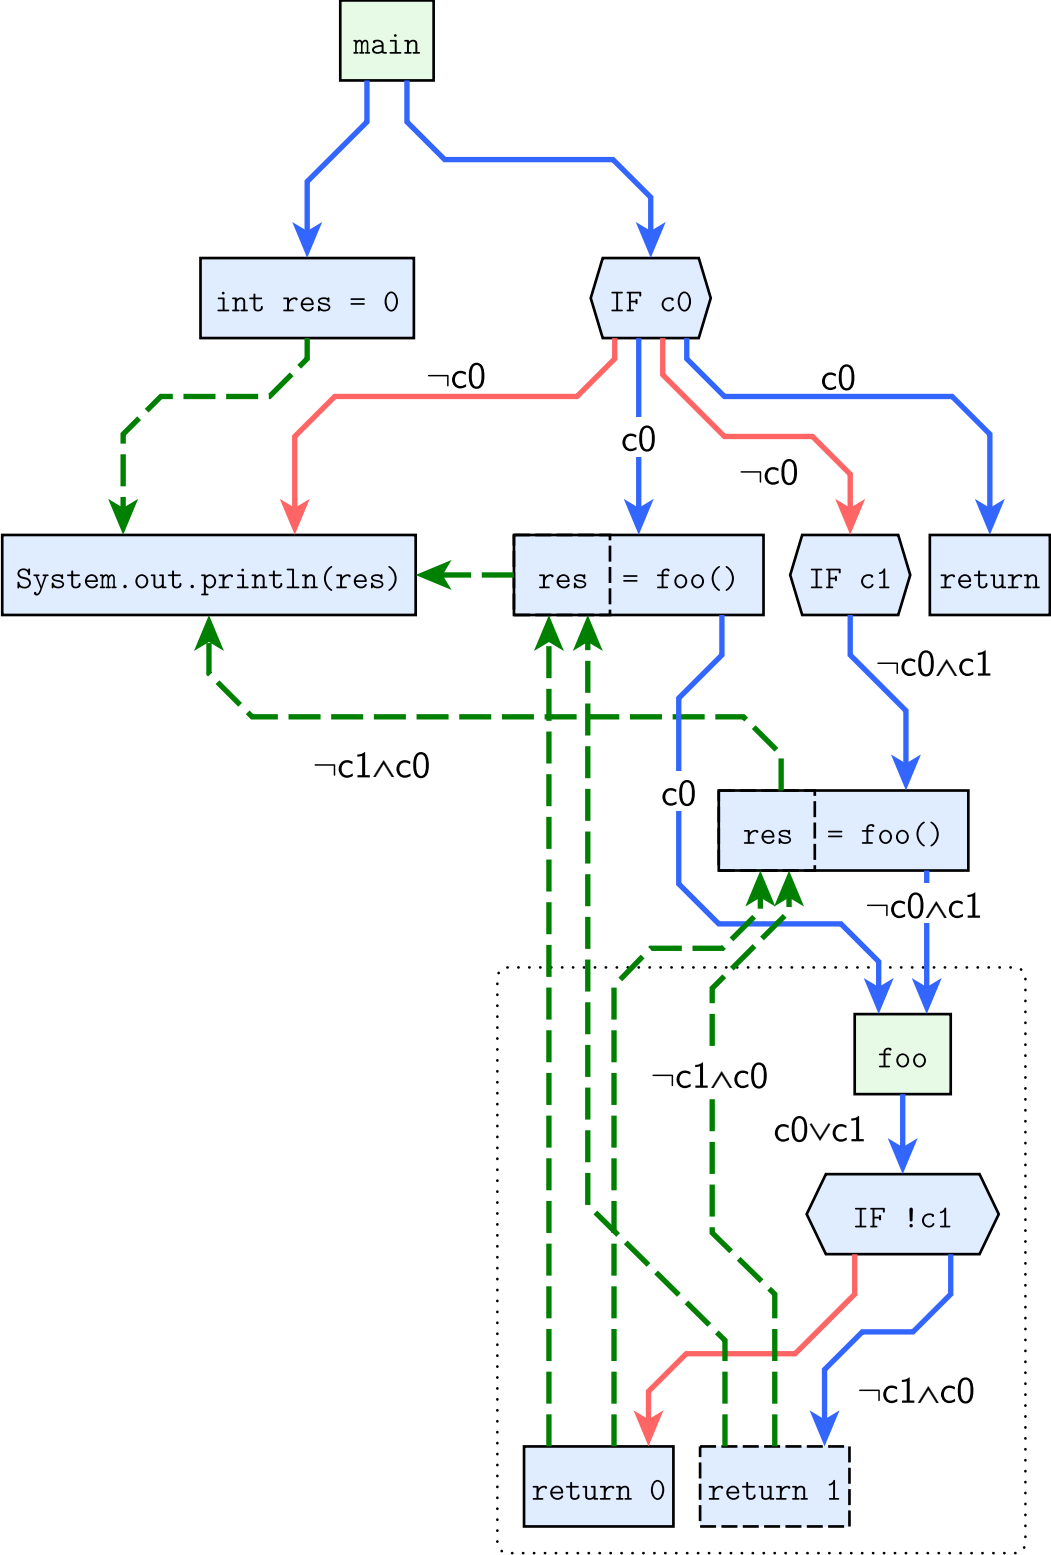 main
int res = 0
IF c0
¬c0
c0
c0
¬c0
System.out.println(res)
res = foo()
IF c1
return
¬c0∧c1
¬c1∧c0
c0
res = foo()
¬c0∧c1
foo
¬c1∧c0
c0∨c1
IF !c1
¬c1∧c0
return 0
return 1